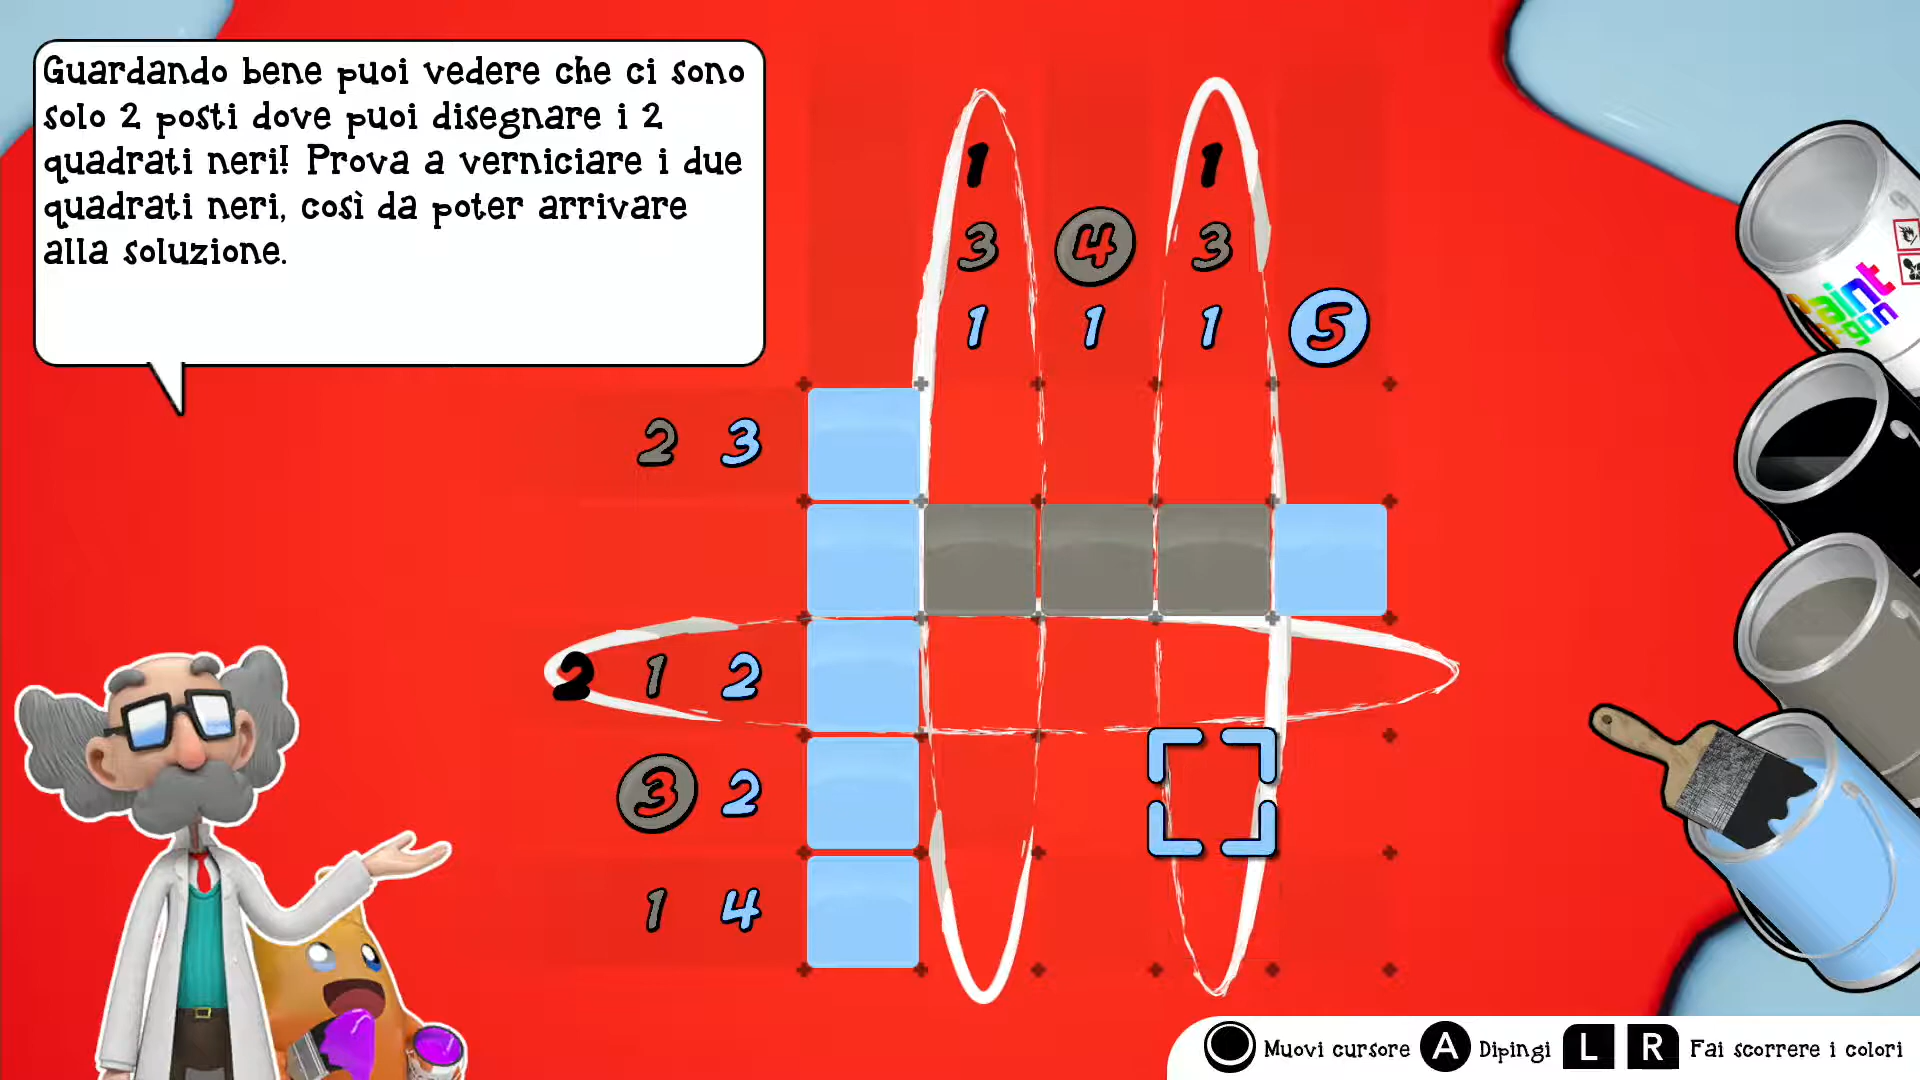 Guardando bene puoi vedere che ci sono
solo 2 posti dove puoi disegnare i 2
quadrati neri! Prova a verniciare i due
quadrati neri, così da poter arrivare
alla soluzione.
1 1
3 4 3
1 1 1 5
2 3
2 1 2
3 2
1 4
Muovi cursore A Dipingi L R Fai scorrere i colori